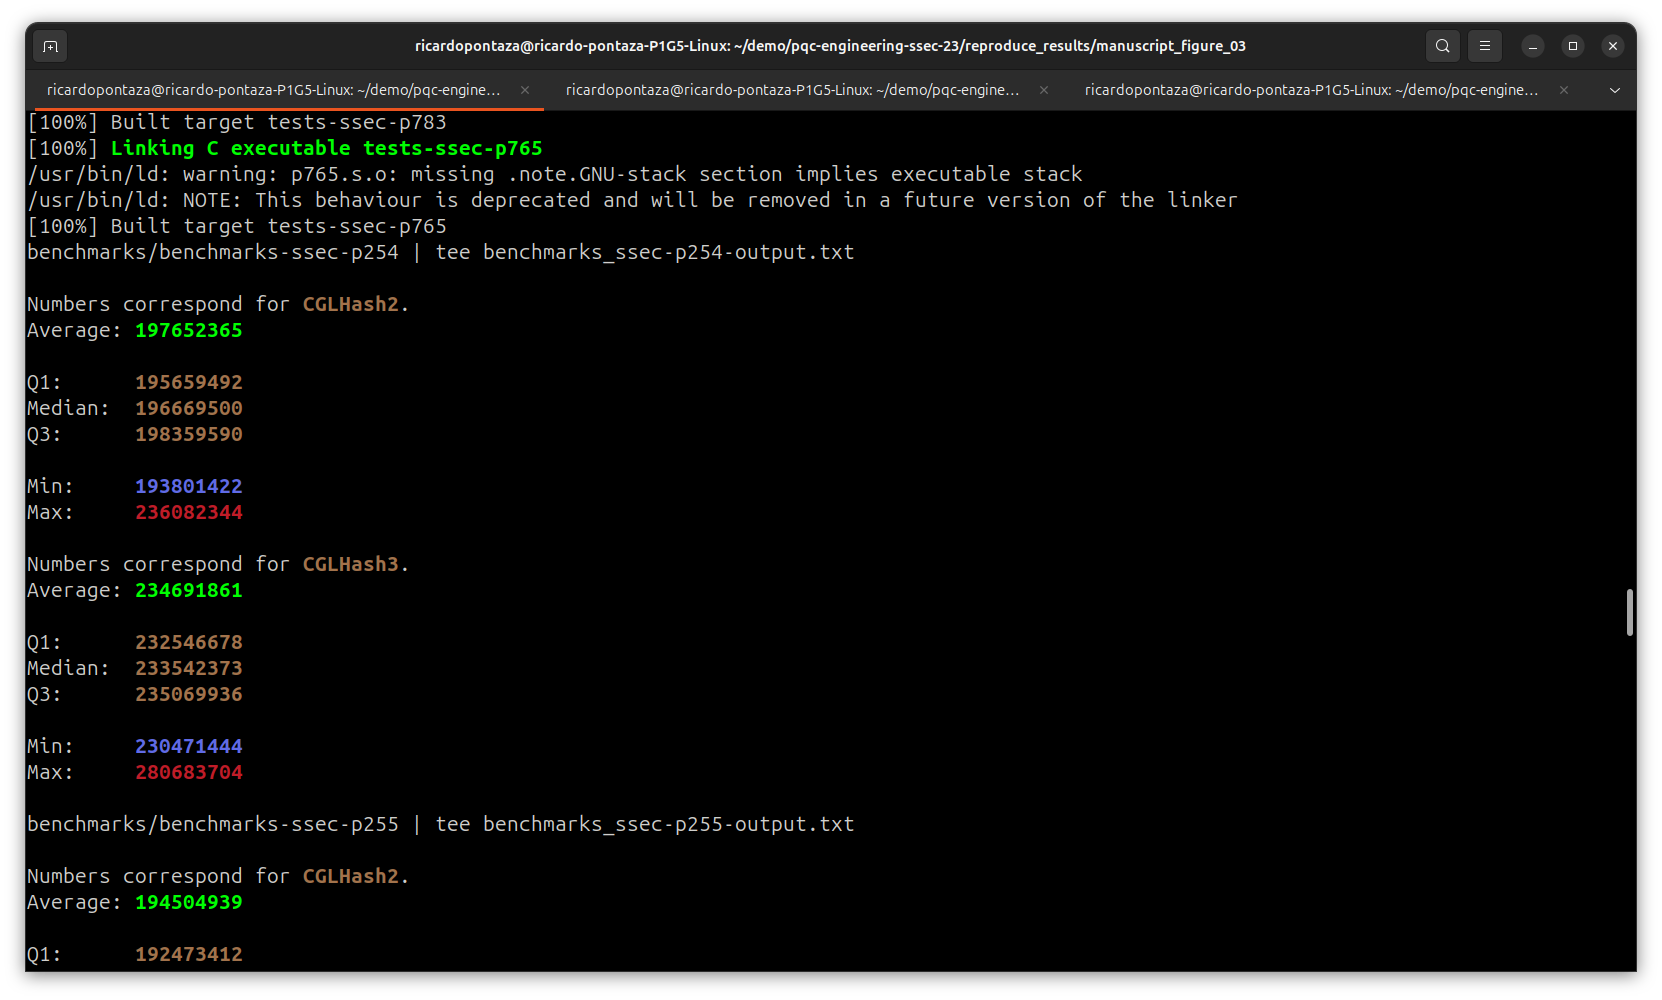 ricardopontaza@ricardo-pontaza-P1G5-Linux: ~/demo/pqc-engineering-ssec-23/reproduce_results/manuscript_figure_03
ricardopontaza@ricardo-pontaza-P1G5-Linux: ~/demo/pqc-engine... ricardopontaza@ricardo-pontaza-P1G5-Linux: ~/demo/pqc-engine... ricardopontaza@ricardo-pontaza-P1G5-Linux: ~/demo/pqc-engine...
[100%] Built target tests-ssec-p783
[100%] Linking C executable tests-ssec-p765
/usr/bin/ld: warning: p765.s.o: missing .note.GNU-stack section implies executable stack
/usr/bin/ld: NOTE: This behaviour is deprecated and will be removed in a future version of the linker
[100%] Built target tests-ssec-p765
benchmarks/benchmarks-ssec-p254 | tee benchmarks_ssec-p254-output.txt
Numbers correspond for CGLHash2.
Average: 197652365
Q1: 195659492
Median: 196669500
Q3: 198359590
Min: 193801422
Max: 236082344
Numbers correspond for CGLHash3.
Average: 234691861
Q1: 232546678
Median: 233542373
Q3: 235069936
Min: 230471444
Max: 280683704
benchmarks/benchmarks-ssec-p255 | tee benchmarks_ssec-p255-output.txt
Numbers correspond for CGLHash2.
Average: 194504939
Q1: 192473412